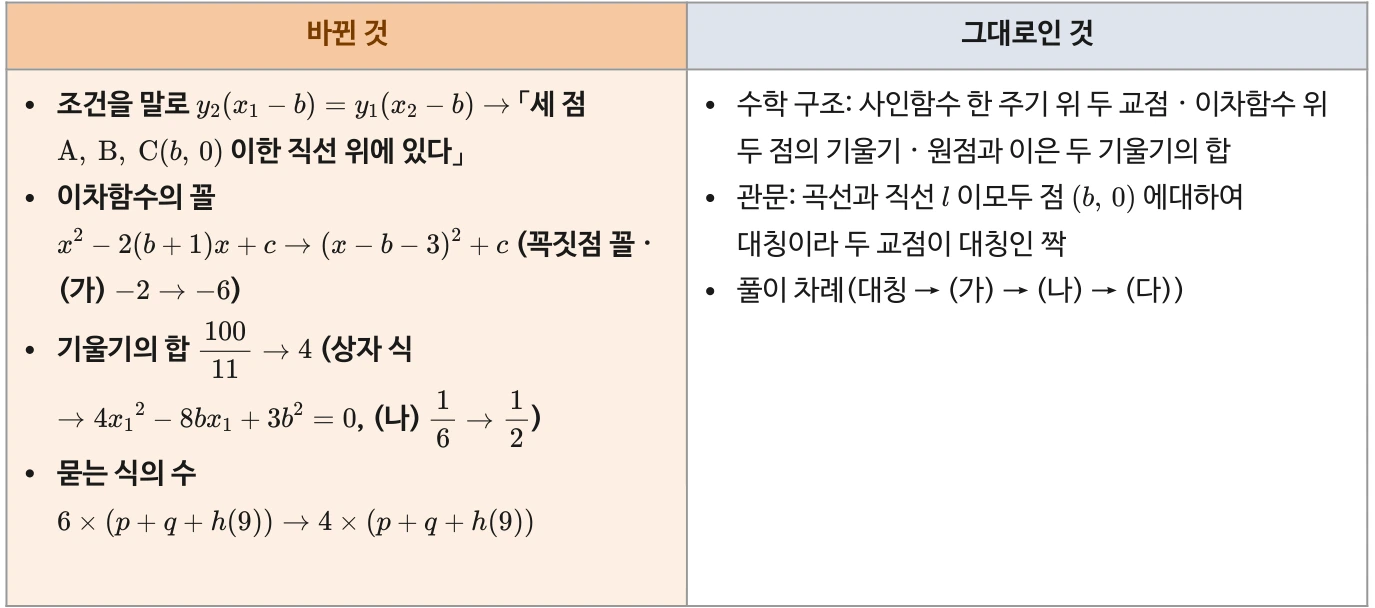 바뀐 것
• 조건을 말로 y₂(x₁ − b) = y₁(x₂ − b) → 「세 점
A, B, C(b, 0) 이한 직선 위에 있다」
• 이차함수의 꼴
x² − 2(b + 1)x + c → (x − b − 3)² + c (꼭짓점 꼴 ·
(가) −2 → −6)
• 기울기의 합 100/11 → 4 (상자 식
→ 4x₁² − 8bx₁ + 3b² = 0, (나) 1/6 → 1/2)
• 묻는 식의 수
6 × (p + q + h(9)) → 4 × (p + q + h(9))
그대로인 것
• 수학 구조: 사인함수 한 주기 위 두 교점 · 이차함수 위
두 점의 기울기 · 원점과 이은 두 기울기의 합
• 관문: 곡선과 직선 l 이모두 점 (b, 0) 에대하여
대칭이라 두 교점이 대칭인 짝
• 풀이 차례(대칭 → (가) → (나) → (다))